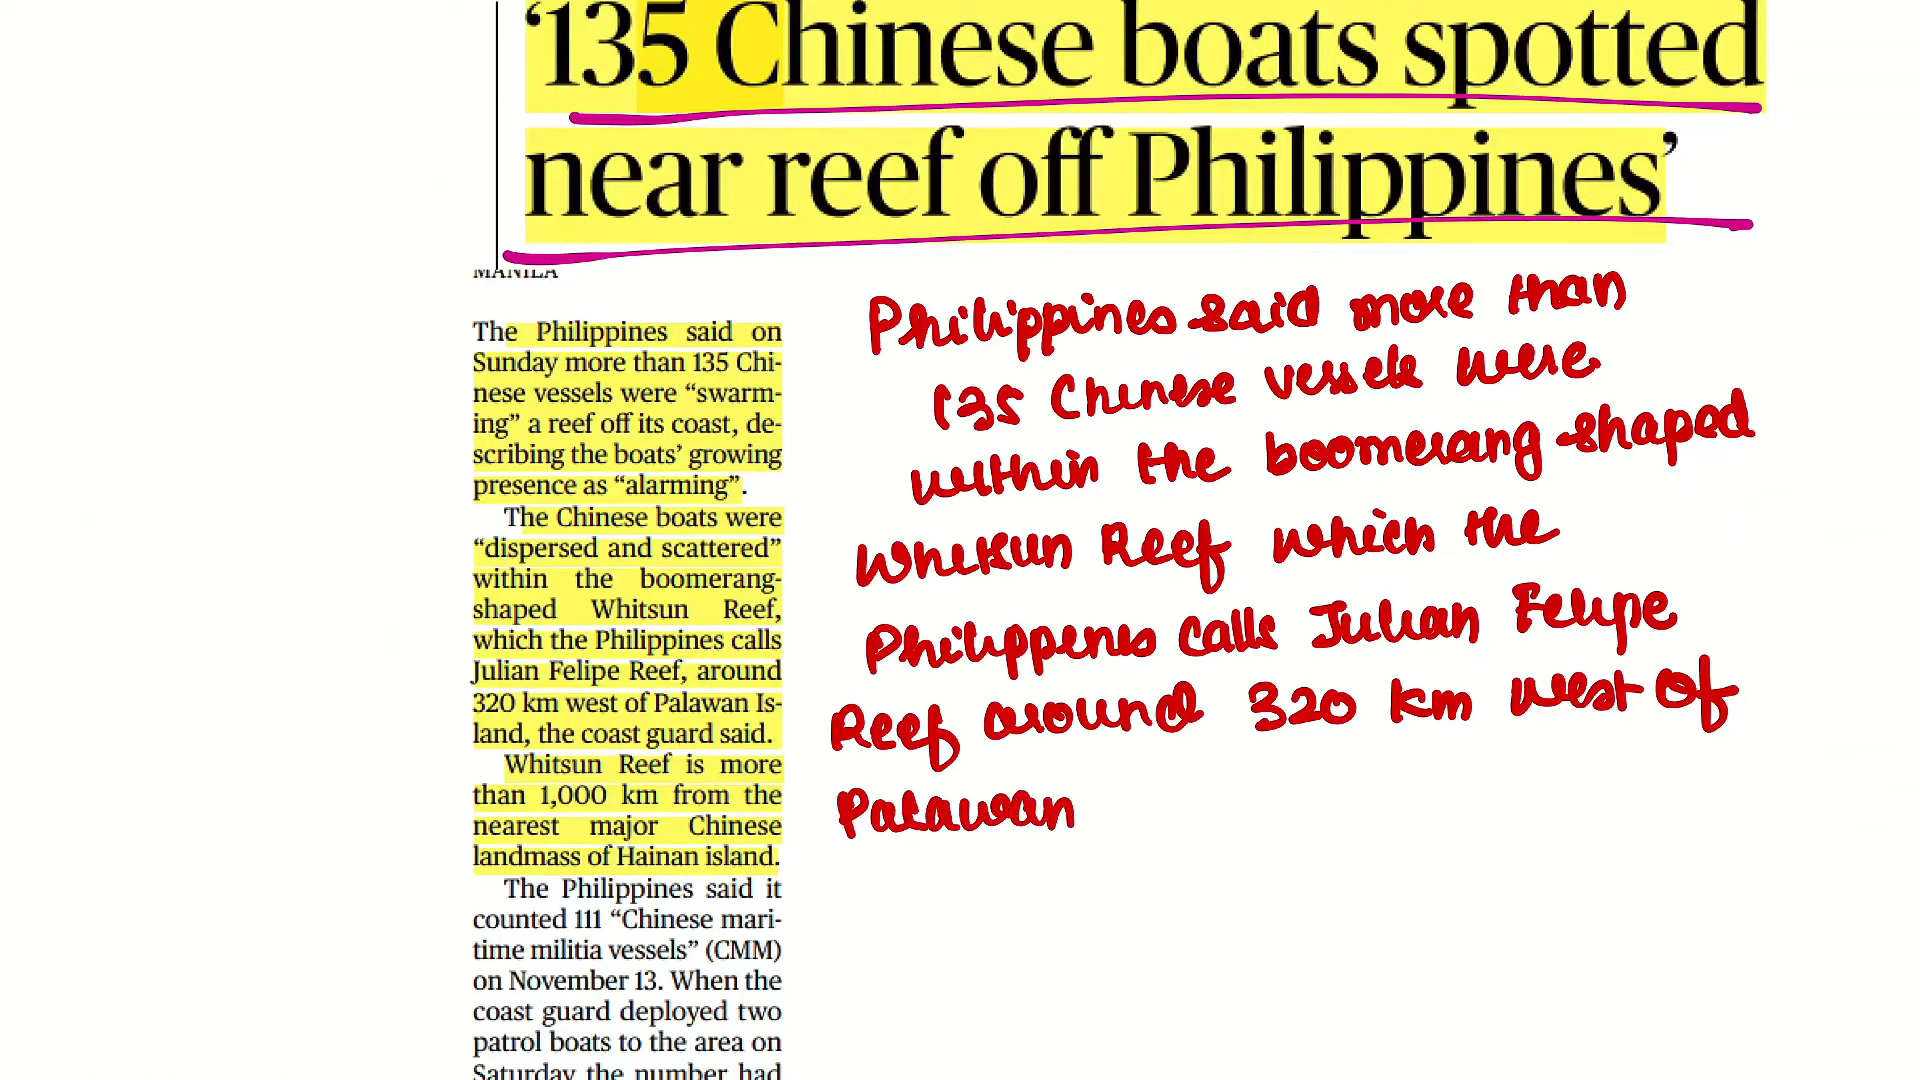 ‘135 Chinese boats spotted
near reef off Philippines’
MANILA
The Philippines said on
Sunday more than 135 Chi-
nese vessels were “swarm-
ing” a reef off its coast, de-
scribing the boats’ growing
presence as “alarming”.
The Chinese boats were
“dispersed and scattered”
within the boomerang-
shaped Whitsun Reef,
which the Philippines calls
Julian Felipe Reef, around
320 km west of Palawan Is-
land, the coast guard said.
Whitsun Reef is more
than 1,000 km from the
nearest major Chinese
landmass of Hainan island.
The Philippines said it
counted 111 “Chinese mari-
time militia vessels” (CMM)
on November 13. When the
coast guard deployed two
patrol boats to the area on
Saturday the number had
Philippines said more than
135 Chinese vessels were
within the boomerang-shaped
Whitsun Reef which the
Philippines calls Julian Felipe
Reef around 320 km west of
Palawan